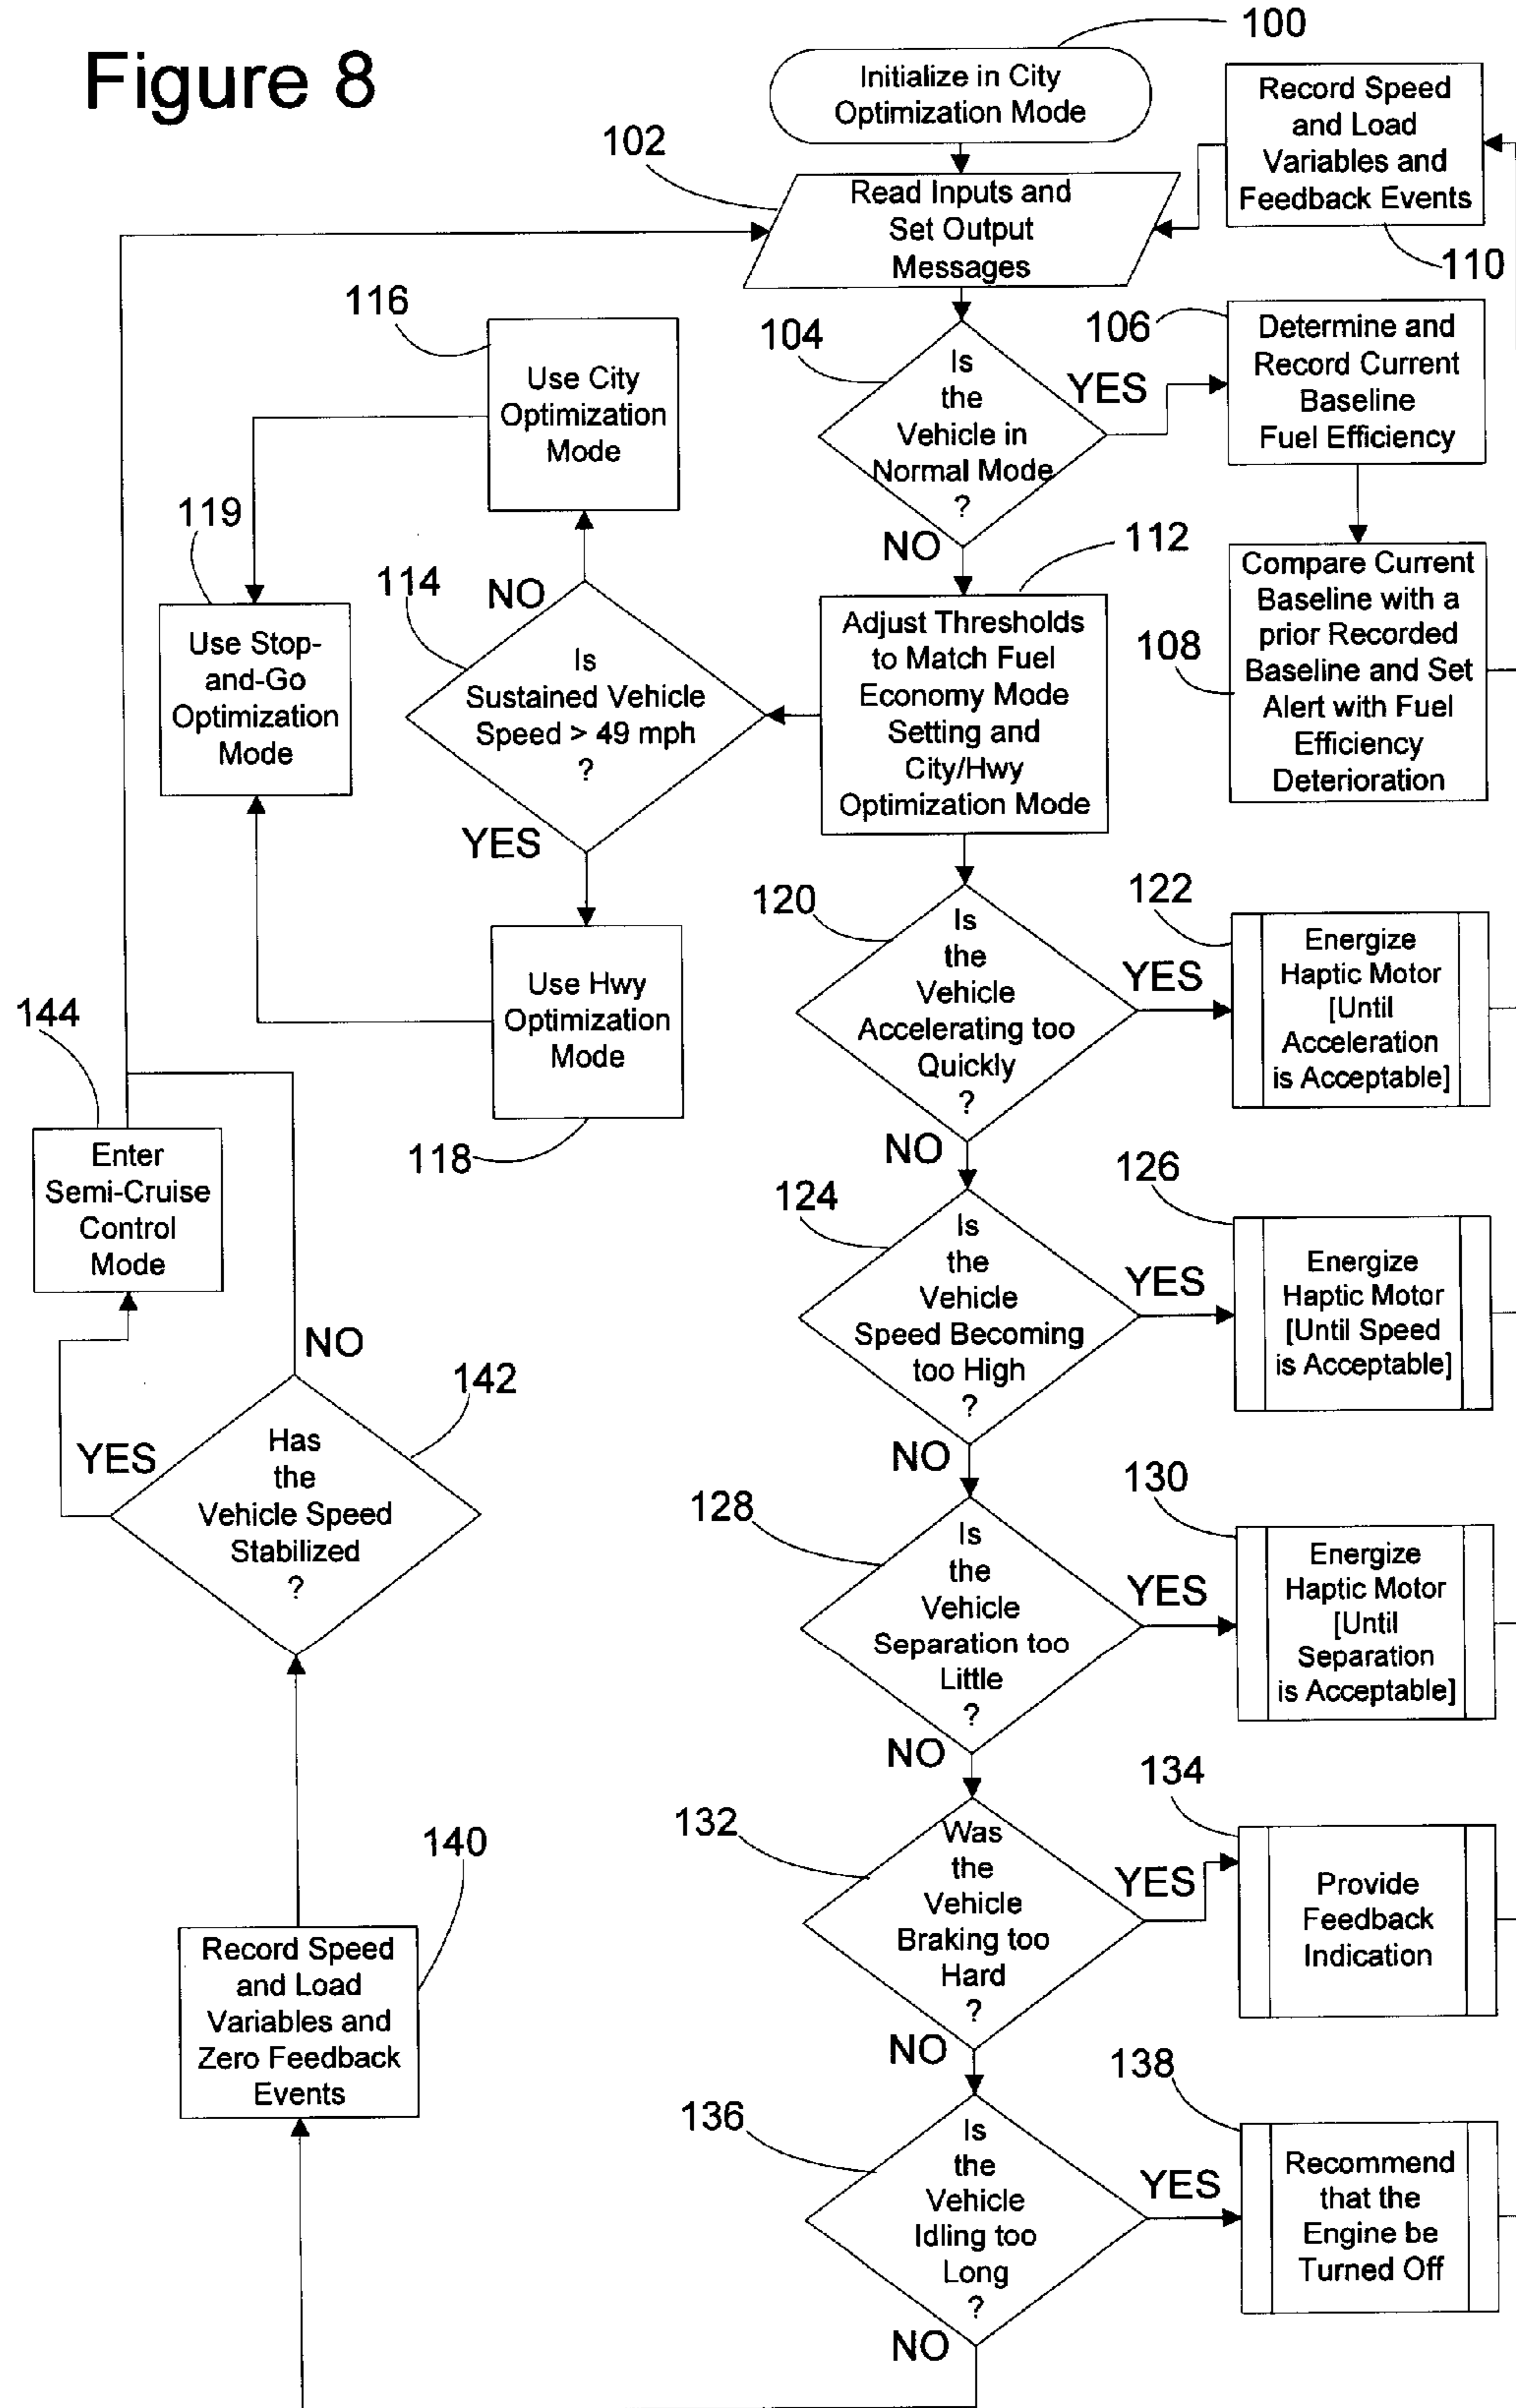 Figure 8
100
Initialize in City
Optimization Mode
Record Speed
and Load
Variables and
Feedback Events
110
102
Read Inputs and
Set Output
Messages
104
Is
the
Vehicle in
Normal Mode
?
YES
NO
106
Determine and
Record Current
Baseline
Fuel Efficiency
108
Compare Current
Baseline with a
prior Recorded
Baseline and Set
Alert with Fuel
Efficiency
Deterioration
112
Adjust Thresholds
to Match Fuel
Economy Mode
Setting and
City/Hwy
Optimization Mode
114
Is
Sustained Vehicle
Speed > 49 mph
?
NO
YES
116
Use City
Optimization
Mode
119
Use Stop-
and-Go
Optimization
Mode
Use Hwy
Optimization
Mode
118
120
Is
the
Vehicle
Accelerating too
Quickly
?
YES
NO
122
Energize
Haptic Motor
[Until
Acceleration
is Acceptable]
124
Is
the
Vehicle
Speed Becoming
too High
?
YES
NO
126
Energize
Haptic Motor
[Until Speed
is Acceptable]
128
Is
the
Vehicle
Separation too
Little
?
YES
NO
130
Energize
Haptic Motor
[Until
Separation
is Acceptable]
132
Was
the
Vehicle
Braking too
Hard
?
YES
NO
134
Provide
Feedback
Indication
136
Is
the
Vehicle
Idling too
Long
?
YES
NO
138
Recommend
that the
Engine be
Turned Off
140
Record Speed
and Load
Variables and
Zero Feedback
Events
142
Has
the
Vehicle Speed
Stabilized
?
YES
NO
144
Enter
Semi-Cruise
Control
Mode